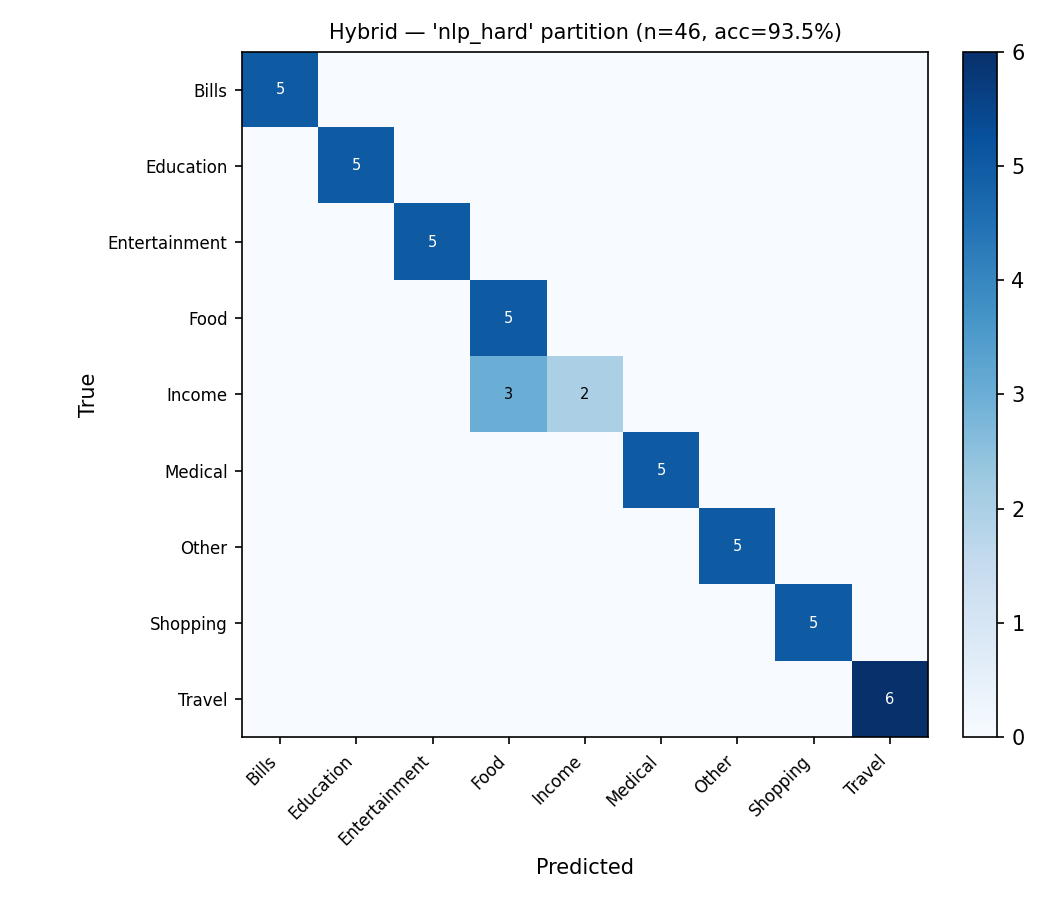 Hybrid — 'nlp_hard' partition (n=46, acc=93.5%)
Bills
Education
Entertainment
Food
Income
Medical
Other
Shopping
Travel
True
5
5
5
5
3 2
5
5
5
6
Bills
Education
Entertainment
Food
Income
Medical
Other
Shopping
Travel
Predicted
6
5
4
3
2
1
0